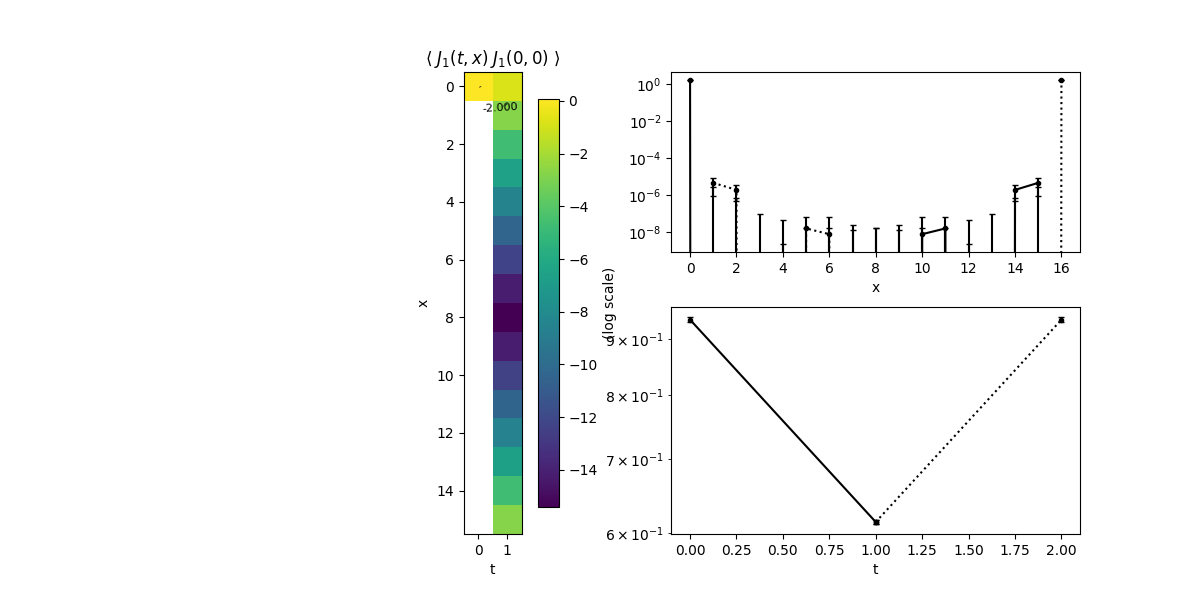 ⟨ J₁(t, x) J₁(0, 0) ⟩
0
2
4
6
8
10
12
14
x
-2.000
0 1
t
0
−2
−4
−6
−8
−10
−12
−14
(log scale)
10⁰
10⁻²
10⁻⁴
10⁻⁶
10⁻⁸
0 2 4 6 8 10 12 14 16
x
9 × 10⁻¹
8 × 10⁻¹
7 × 10⁻¹
6 × 10⁻¹
0.00 0.25 0.50 0.75 1.00 1.25 1.50 1.75 2.00
t